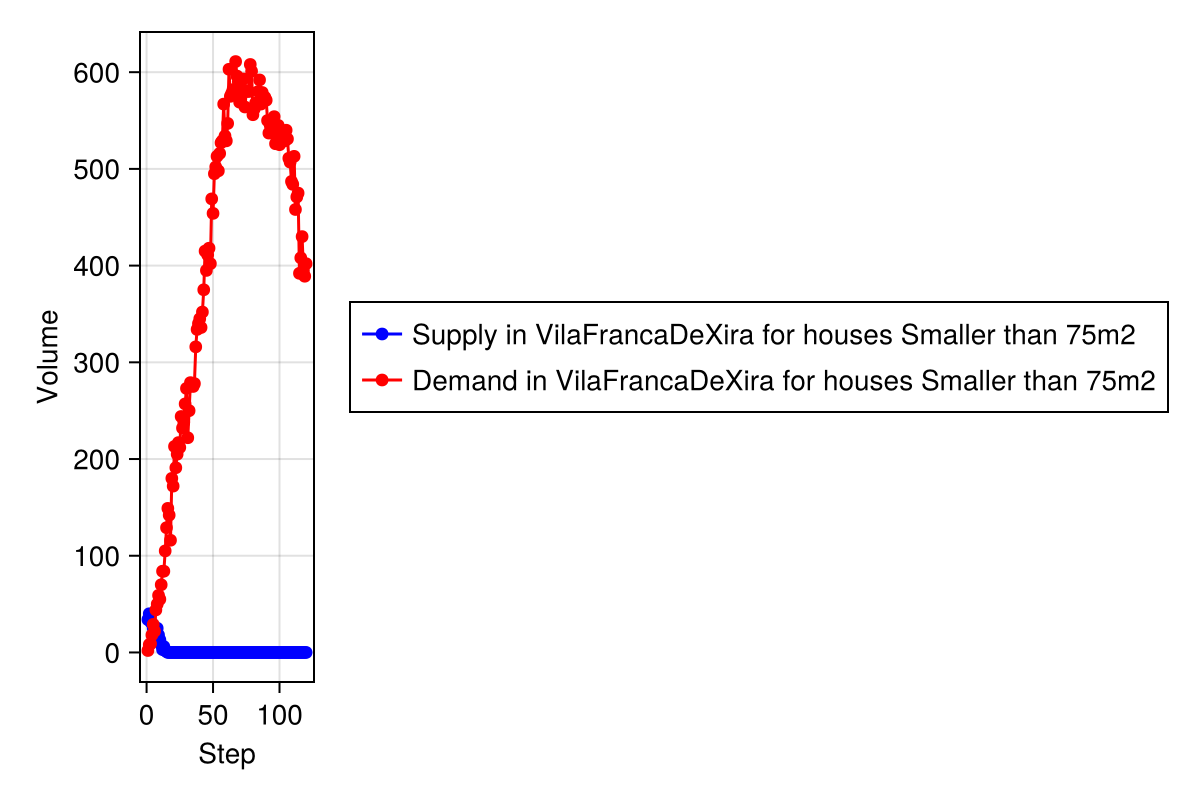 600
500
400
300
200
100
0
Volume
0 50 100
Step
Supply in VilaFrancaDeXira for houses Smaller than 75m2
Demand in VilaFrancaDeXira for houses Smaller than 75m2